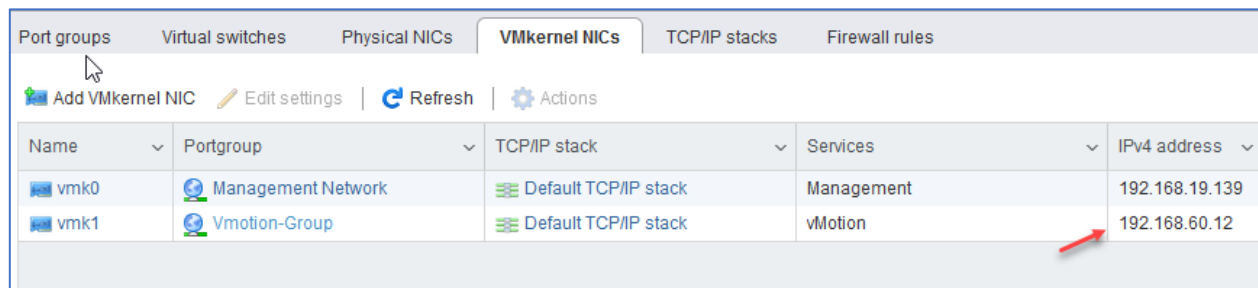 Port groups Virtual switches Physical NICs VMkernel NICs TCP/IP stacks Firewall rules
Add VMkernel NIC Edit settings Refresh Actions
Name Portgroup TCP/IP stack Services IPv4 address
vmk0 Management Network Default TCP/IP stack Management 192.168.19.139
vmk1 Vmotion-Group Default TCP/IP stack vMotion 192.168.60.12